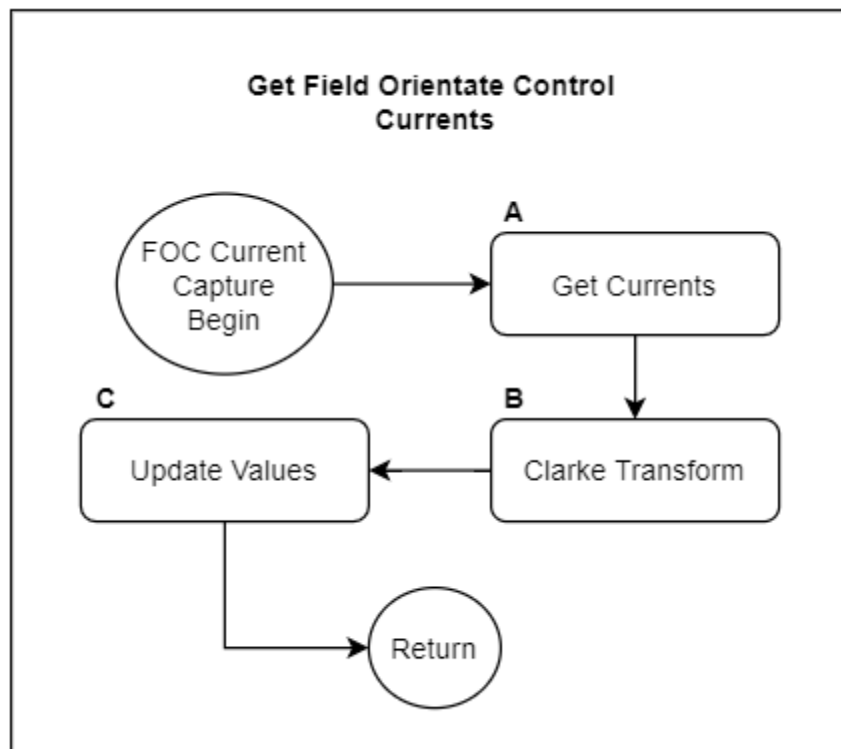 Get Field Orientate Control
Currents
FOC Current
Capture
Begin
A
Get Currents
B
Clarke Transform
C
Update Values
Return